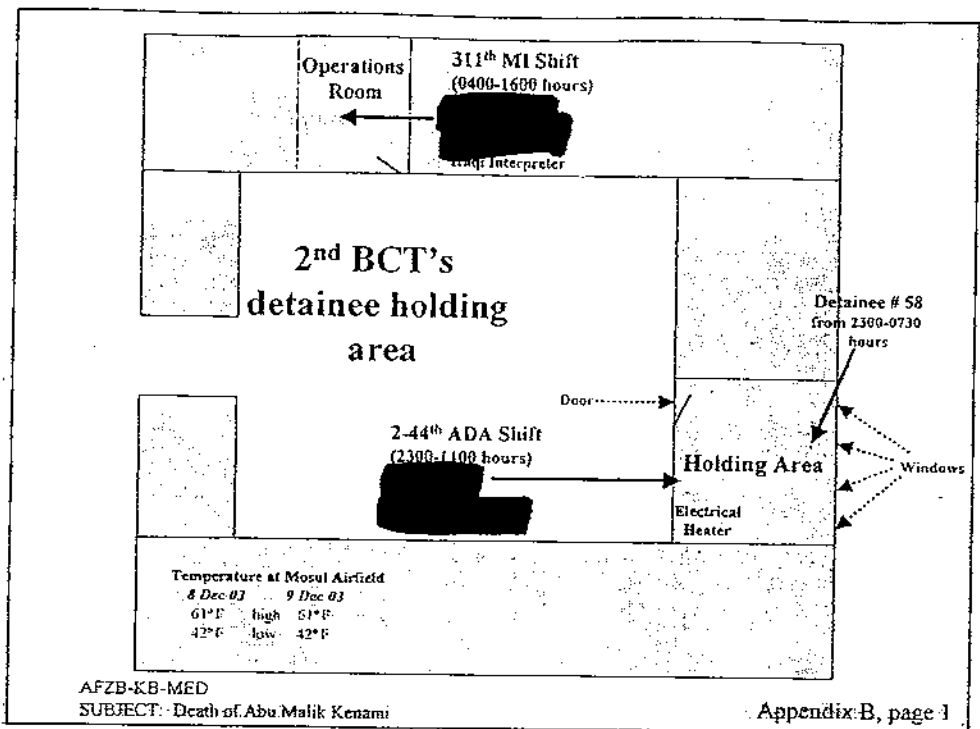 Operations
Room
311th MI Shift
(0400-1600 hours)
Iraqi Interpreter
2nd BCT's
detainee holding
area
Detainee # 58
from 2300-0730
hours
Door
2-44th ADA Shift
(2300-1100 hours)
Holding Area
Windows
Electrical
Heater
Temperature at Mosul Airfield
8 Dec 03 9 Dec 03
61°F high 61°F
42°F low 42°F
AFZB-KB-MED
SUBJECT: Death of Abu Malik Kenami
Appendix B, page 1